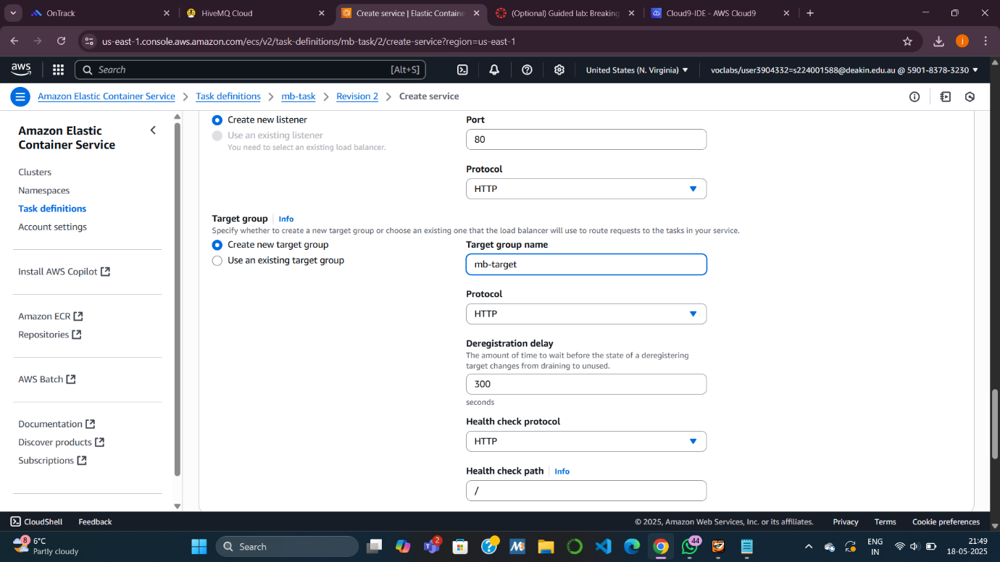 OnTrack
HiveMQ Cloud
Create service | Elastic Containe
(Optional) Guided lab: Breaking
Cloud9-IDE - AWS Cloud9
us-east-1.console.aws.amazon.com/ecs/v2/task-definitions/mb-task/2/create-service?region=us-east-1
j
aws
Search
[Alt+S]
United States (N. Virginia)
voclabs/user3904332=s224001588@deakin.edu.au @ 5901-8378-3230
Amazon Elastic Container Service
Task definitions
mb-task
Revision 2
Create service
Amazon Elastic
Container Service
Clusters
Namespaces
Task definitions
Account settings
Install AWS Copilot
Amazon ECR
Repositories
AWS Batch
Documentation
Discover products
Subscriptions
Create new listener
Use an existing listener
You need to select an existing load balancer.
Port
80
Protocol
HTTP
Target group
Info
Specify whether to create a new target group or choose an existing one that the load balancer will use to route requests to the tasks in your service.
Create new target group
Use an existing target group
Target group name
mb-target
Protocol
HTTP
Deregistration delay
The amount of time to wait before the state of a deregistering
target changes from draining to unused.
300
seconds
Health check protocol
HTTP
Health check path
Info
/
CloudShell
Feedback
© 2025, Amazon Web Services, Inc. or its affiliates.
Privacy
Terms
Cookie preferences
8
6°C
Partly cloudy
Search
2
44
ENG
IN
21:49
18-05-2025